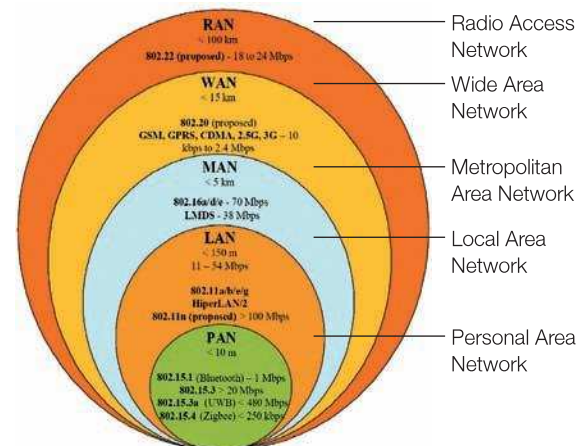 RAN
< 100 km
802.22 (proposed) - 18 to 24 Mbps
WAN
< 15 km
802.20 (proposed)
GSM, GPRS, CDMA, 2.5G, 3G – 10
kbps to 2.4 Mbps
MAN
< 5 km
802.16a/d/e - 70 Mbps
LMDS - 38 Mbps
LAN
< 150 m
11 – 54 Mbps
802.11a/b/e/g
HiperLAN/2
802.11n (proposed) > 100 Mbps
PAN
< 10 m
802.15.1 (Bluetooth) – 1 Mbps
802.15.3 > 20 Mbps
802.15.3a (UWB) < 480 Mbps
802.15.4 (Zigbee) < 250 kbps
Radio Access
Network
Wide Area
Network
Metropolitan
Area Network
Local Area
Network
Personal Area
Network